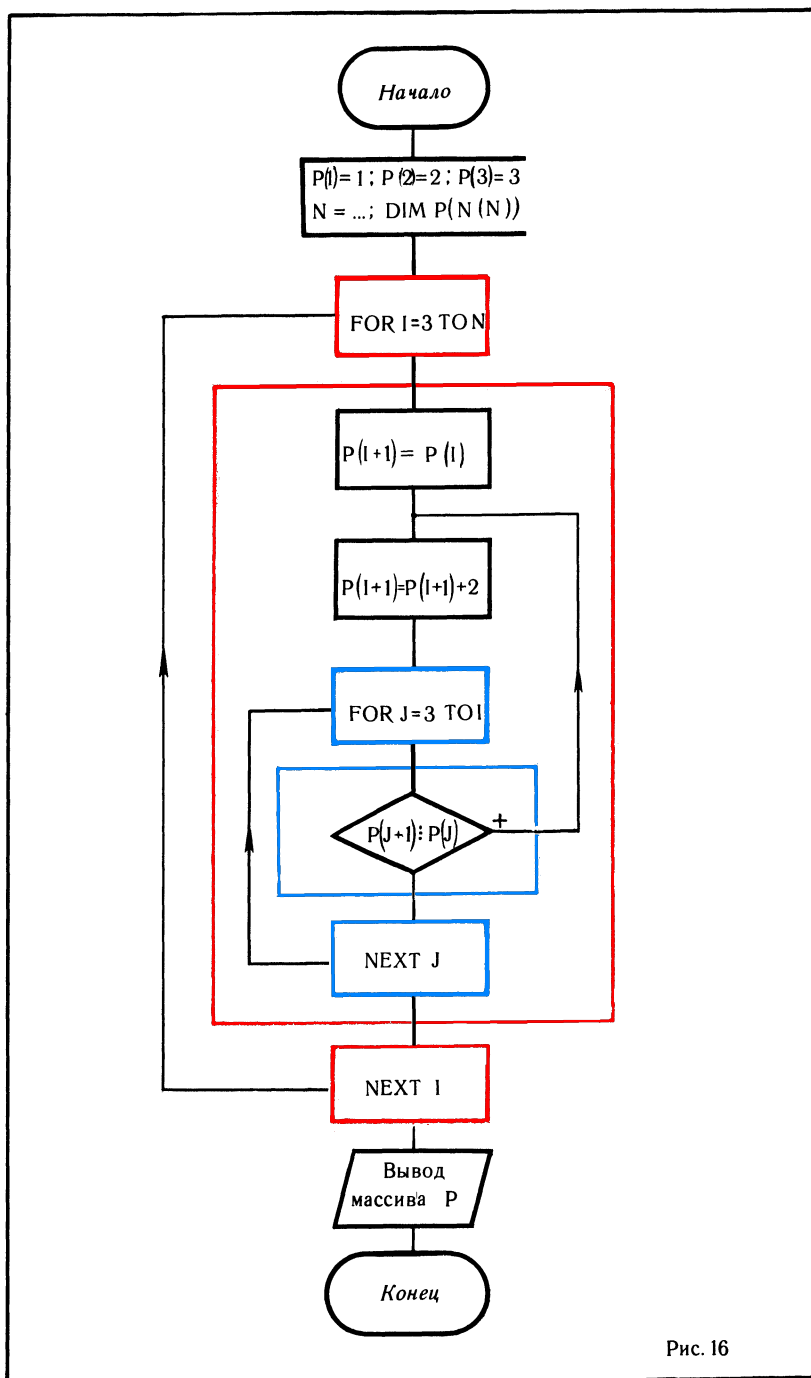 Начало
P(1)=1; P(2)=2; P(3)=3
N = ...; DIM P(N(N))
FOR I=3 TO N
P(I+1)= P(I)
P(I+1)=P(I+1)+2
FOR J=3 TO I
P(J+1)⋮P(J)
+
NEXT J
NEXT I
Вывод
массива P
Конец
Рис. 16